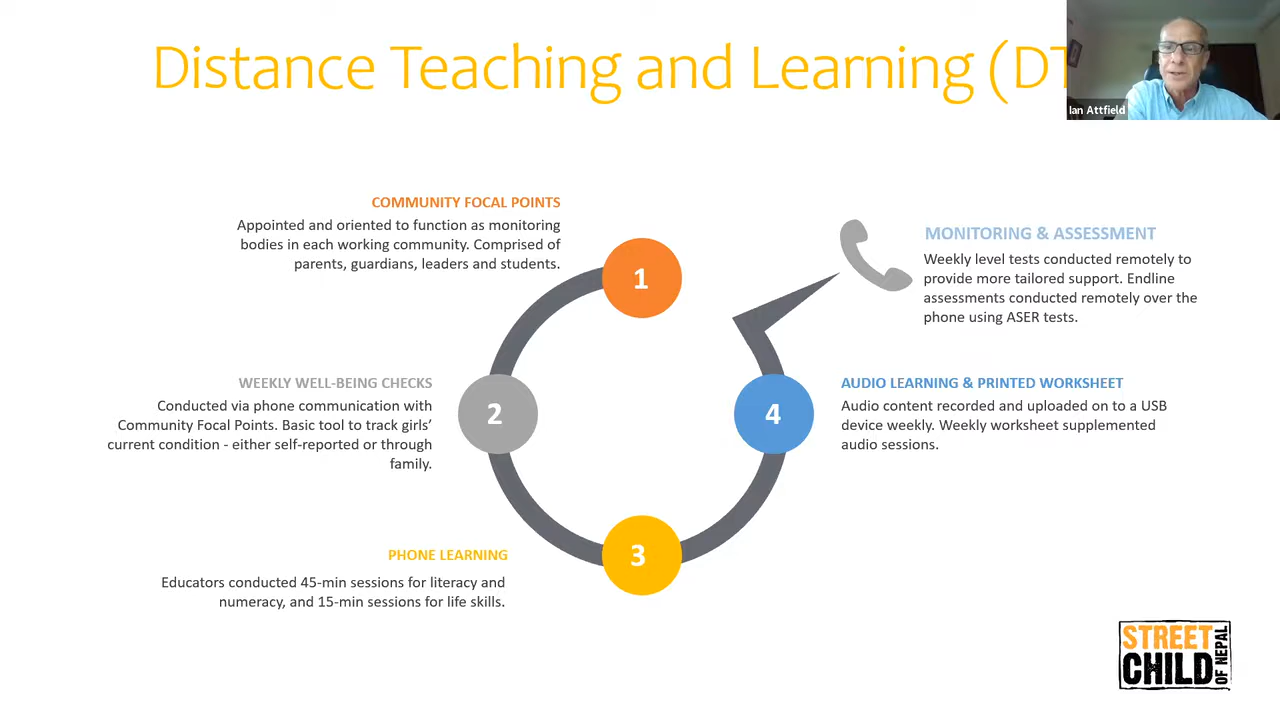 Distance Teaching and Learning (DT
Ian Attfield
COMMUNITY FOCAL POINTS
Appointed and oriented to function as monitoring
bodies in each working community. Comprised of
parents, guardians, leaders and students.
1
MONITORING & ASSESSMENT
Weekly level tests conducted remotely to
provide more tailored support. Endline
assessments conducted remotely over the
phone using ASER tests.
WEEKLY WELL-BEING CHECKS
Conducted via phone communication with
Community Focal Points. Basic tool to track girls’
current condition - either self-reported or through
family.
2
4
AUDIO LEARNING & PRINTED WORKSHEET
Audio content recorded and uploaded on to a USB
device weekly. Weekly worksheet supplemented
audio sessions.
PHONE LEARNING
Educators conducted 45-min sessions for literacy and
numeracy, and 15-min sessions for life skills.
3
STREET
CHILD
OF NEPAL